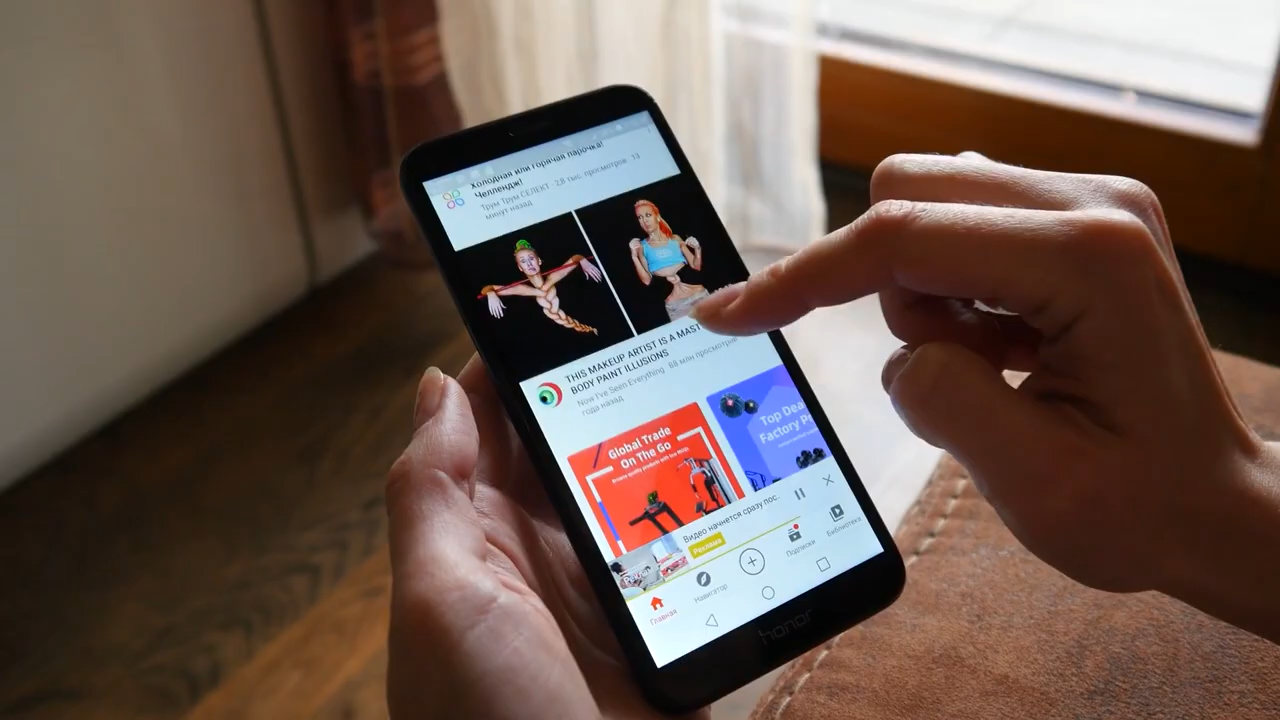 Холодная или горячая парочка!
Челлендж!
Трум Трум СЕЛЕКТ · 2,8 тыс. просмотров · 13
минут назад
THIS MAKEUP ARTIST IS A MAST
BODY PAINT ILLUSIONS
Now I've Seen Everything · 68 млн просмотров
года назад
Global Trade
On The Go
Top Dea
Factory P
Видео начнется сразу пос...
Реклама
Главная
Навигатор
Подписки
Библиотека
honor